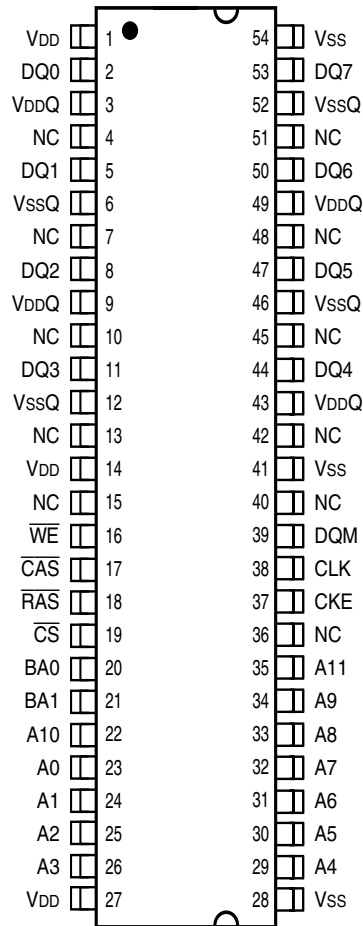 VDD 1 54 VSS
DQ0 2 53 DQ7
VDDQ 3 52 VSSQ
NC 4 51 NC
DQ1 5 50 DQ6
VSSQ 6 49 VDDQ
NC 7 48 NC
DQ2 8 47 DQ5
VDDQ 9 46 VSSQ
NC 10 45 NC
DQ3 11 44 DQ4
VSSQ 12 43 VDDQ
NC 13 42 NC
VDD 14 41 VSS
NC 15 40 NC
W̅E̅ 16 39 DQM
C̅A̅S̅ 17 38 CLK
R̅A̅S̅ 18 37 CKE
C̅S̅ 19 36 NC
BA0 20 35 A11
BA1 21 34 A9
A10 22 33 A8
A0 23 32 A7
A1 24 31 A6
A2 25 30 A5
A3 26 29 A4
VDD 27 28 VSS